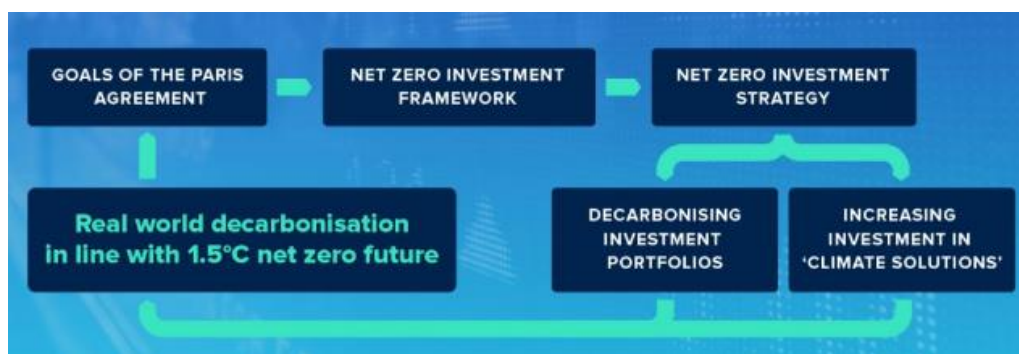 GOALS OF THE PARIS
AGREEMENT
NET ZERO INVESTMENT
FRAMEWORK
NET ZERO INVESTMENT
STRATEGY
Real world decarbonisation
in line with 1.5°C net zero future
DECARBONISING
INVESTMENT
PORTFOLIOS
INCREASING
INVESTMENT IN
‘CLIMATE SOLUTIONS’